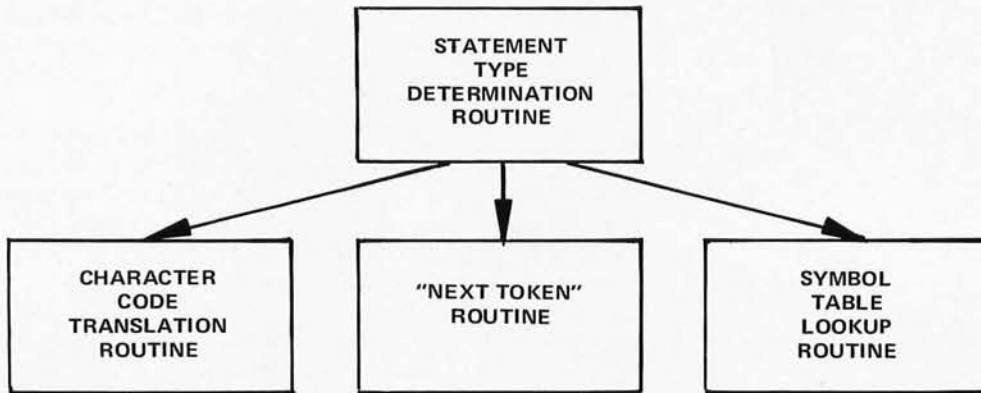 STATEMENT
TYPE
DETERMINATION
ROUTINE
CHARACTER
CODE
TRANSLATION
ROUTINE
"NEXT TOKEN"
ROUTINE
SYMBOL
TABLE
LOOKUP
ROUTINE